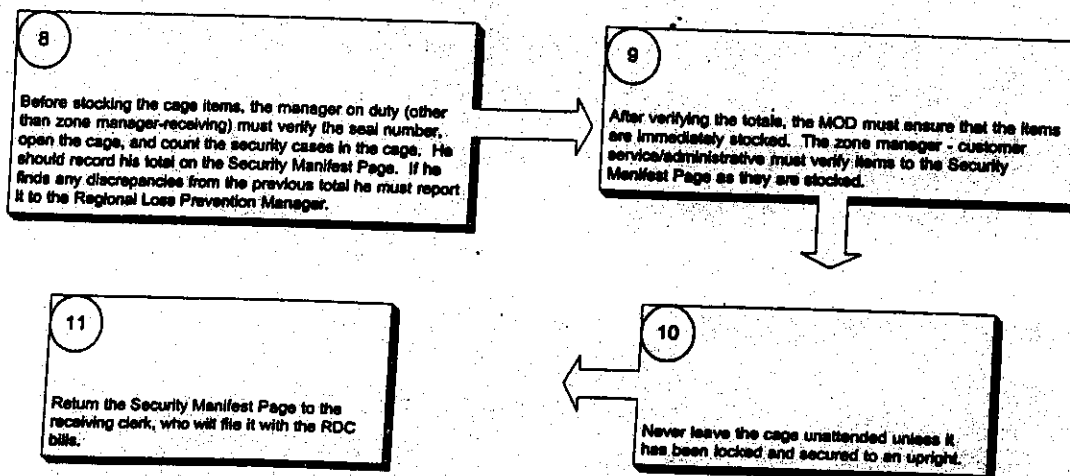 8
Before stocking the cage items, the manager on duty (other
than zone manager-receiving) must verify the seal number,
open the cage, and count the security cases in the cage. He
should record his total on the Security Manifest Page. If he
finds any discrepancies from the previous total he must report
it to the Regional Loss Prevention Manager.
9
After verifying the totals, the MOD must ensure that the items
are immediately stocked. The zone manager - customer
service/administrative must verify items to the Security
Manifest Page as they are stocked.
10
Never leave the cage unattended unless it
has been locked and secured to an upright.
11
Return the Security Manifest Page to the
receiving clerk, who will file it with the RDC
bills.